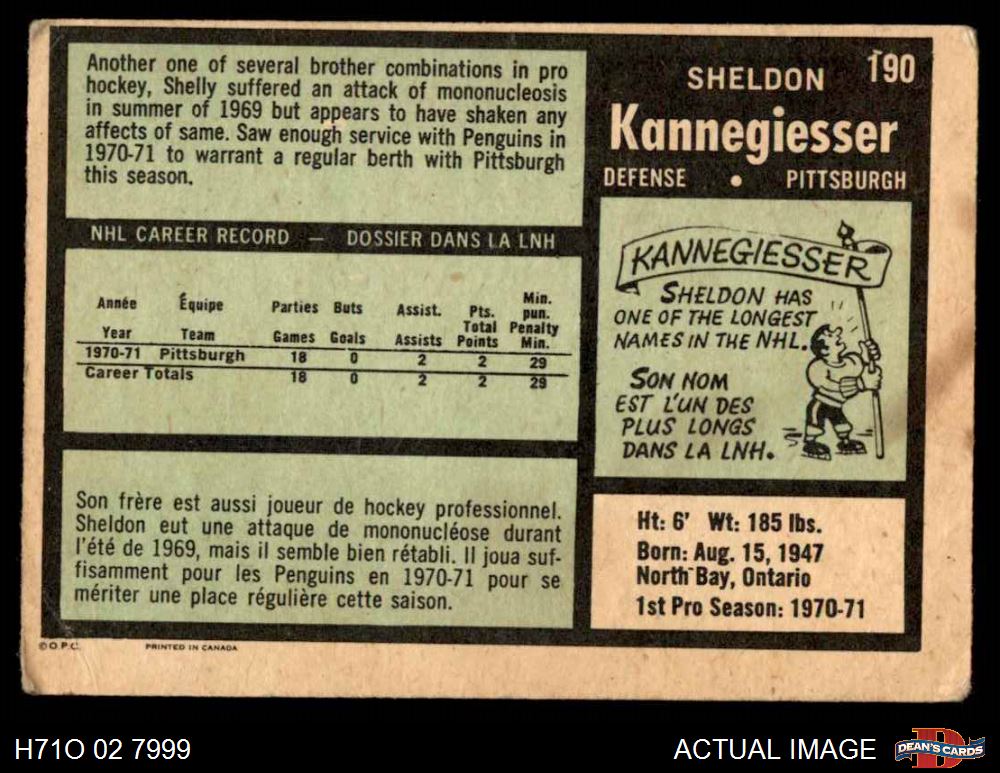 Another one of several brother combinations in pro
hockey, Shelly suffered an attack of mononucleosis
in summer of 1969 but appears to have shaken any
affects of same. Saw enough service with Penguins in
1970-71 to warrant a regular berth with Pittsburgh
this season.
SHELDON 190
Kannegiesser
DEFENSE • PITTSBURGH
NHL CAREER RECORD — DOSSIER DANS LA LNH
Année Équipe Parties Buts Assist. Pts. Min. pun.
Year Team Games Goals Assists Total Points Penalty Min.
1970-71 Pittsburgh 18 0 2 2 29
Career Totals 18 0 2 2 29
KANNEGIESSER
SHELDON HAS
ONE OF THE LONGEST
NAMES IN THE NHL.
SON NOM
EST L'UN DES
PLUS LONGS
DANS LA LNH.
Son frère est aussi joueur de hockey professionnel.
Sheldon eut une attaque de mononucléose durant
l'été de 1969, mais il semble bien rétabli. Il joua suf-
fisamment pour les Penguins en 1970-71 pour se
mériter une place régulière cette saison.
Ht: 6' Wt: 185 lbs.
Born: Aug. 15, 1947
North Bay, Ontario
1st Pro Season: 1970-71
© O.P.C. PRINTED IN CANADA
H71O 02 7999 ACTUAL IMAGE D DEAN'S CARDS